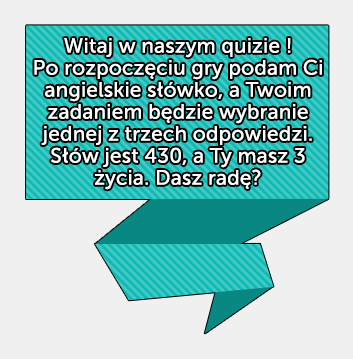 Witaj w naszym quizie !
Po rozpoczęciu gry podam Ci
angielskie słówko, a Twoim
zadaniem będzie wybranie
jednej z trzech odpowiedzi.
Słów jest 430, a Ty masz 3
życia. Dasz radę?